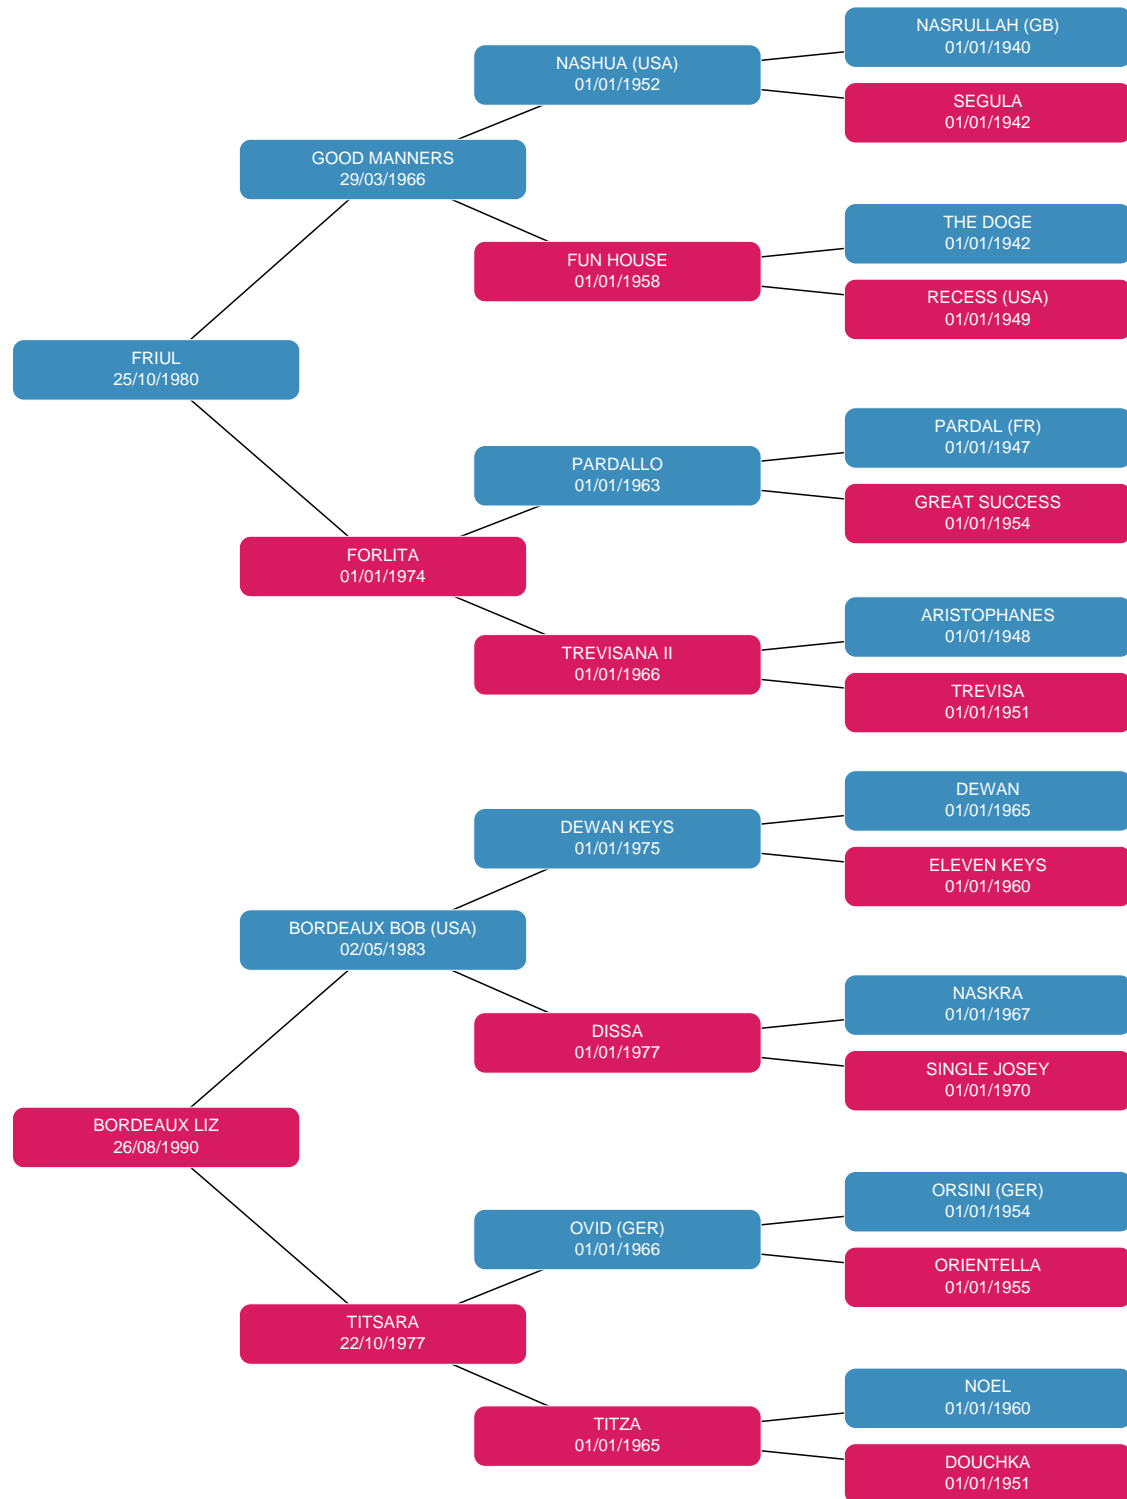 NASRULLAH (GB)
01/01/1940
NASHUA (USA)
01/01/1952
SEGULA
01/01/1942
GOOD MANNERS
29/03/1966
THE DOGE
01/01/1942
FUN HOUSE
01/01/1958
RECESS (USA)
01/01/1949
FRIUL
25/10/1980
PARDAL (FR)
01/01/1947
PARDALLO
01/01/1963
GREAT SUCCESS
01/01/1954
FORLITA
01/01/1974
ARISTOPHANES
01/01/1948
TREVISANA II
01/01/1966
TREVISA
01/01/1951
DEWAN
01/01/1965
DEWAN KEYS
01/01/1975
ELEVEN KEYS
01/01/1960
BORDEAUX BOB (USA)
02/05/1983
NASKRA
01/01/1967
DISSA
01/01/1977
SINGLE JOSEY
01/01/1970
BORDEAUX LIZ
26/08/1990
ORSINI (GER)
01/01/1954
OVID (GER)
01/01/1966
ORIENTELLA
01/01/1955
TITSARA
22/10/1977
NOEL
01/01/1960
TITZA
01/01/1965
DOUCHKA
01/01/1951